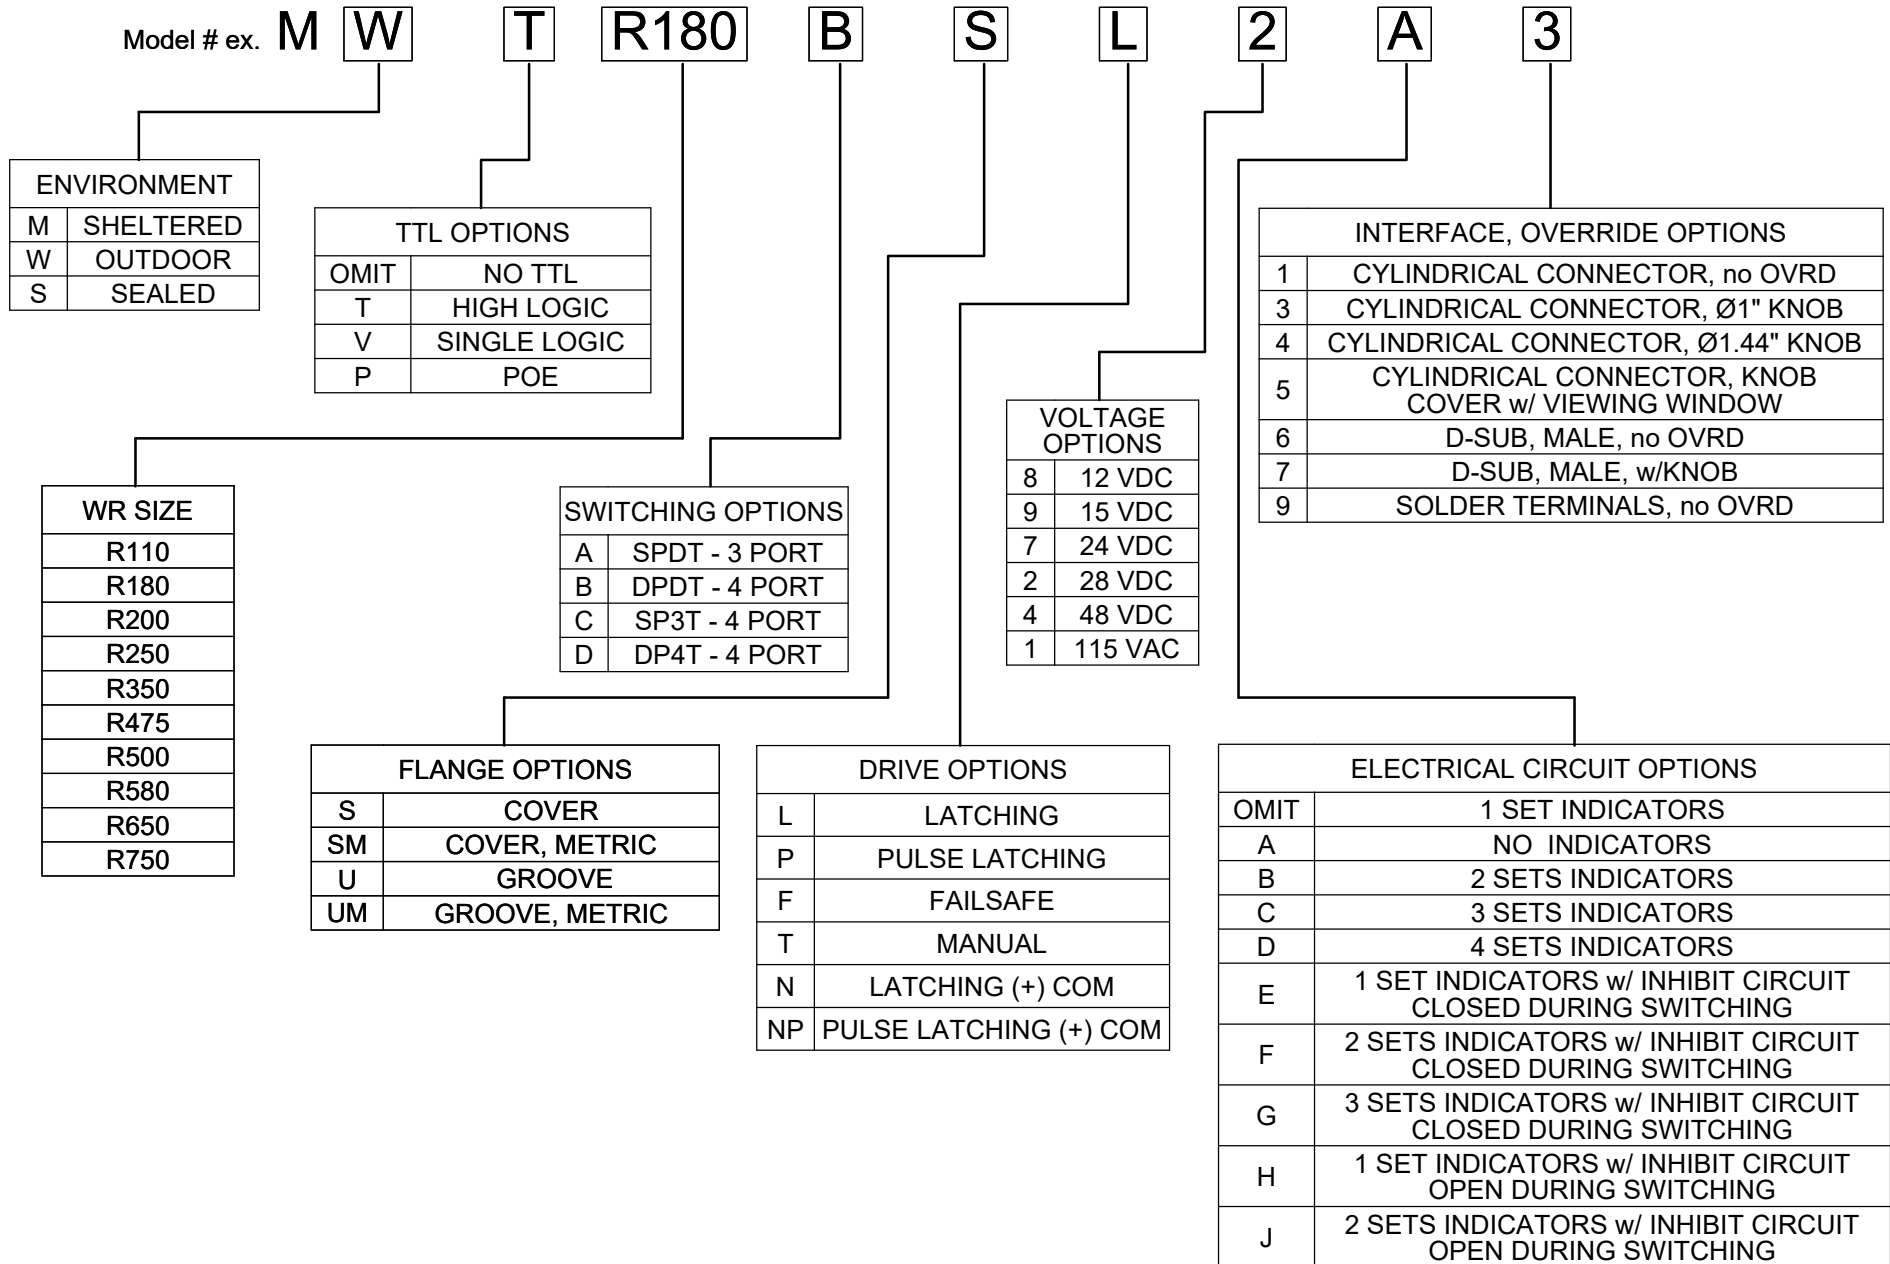 Model # ex. M W T R180 B S L 2 A 3
ENVIRONMENT
M SHELTERED
W OUTDOOR
S SEALED
TTL OPTIONS
OMIT NO TTL
T HIGH LOGIC
V SINGLE LOGIC
P POE
INTERFACE, OVERRIDE OPTIONS
1 CYLINDRICAL CONNECTOR, no OVRD
3 CYLINDRICAL CONNECTOR, Ø1" KNOB
4 CYLINDRICAL CONNECTOR, Ø1.44" KNOB
5 CYLINDRICAL CONNECTOR, KNOB
COVER w/ VIEWING WINDOW
6 D-SUB, MALE, no OVRD
7 D-SUB, MALE, w/KNOB
9 SOLDER TERMINALS, no OVRD
VOLTAGE
OPTIONS
8 12 VDC
9 15 VDC
7 24 VDC
2 28 VDC
4 48 VDC
1 115 VAC
WR SIZE
R110
R180
R200
R250
R350
R475
R500
R580
R650
R750
SWITCHING OPTIONS
A SPDT - 3 PORT
B DPDT - 4 PORT
C SP3T - 4 PORT
D DP4T - 4 PORT
FLANGE OPTIONS
S COVER
SM COVER, METRIC
U GROOVE
UM GROOVE, METRIC
DRIVE OPTIONS
L LATCHING
P PULSE LATCHING
F FAILSAFE
T MANUAL
N LATCHING (+) COM
NP PULSE LATCHING (+) COM
ELECTRICAL CIRCUIT OPTIONS
OMIT 1 SET INDICATORS
A NO INDICATORS
B 2 SETS INDICATORS
C 3 SETS INDICATORS
D 4 SETS INDICATORS
E 1 SET INDICATORS w/ INHIBIT CIRCUIT
CLOSED DURING SWITCHING
F 2 SETS INDICATORS w/ INHIBIT CIRCUIT
CLOSED DURING SWITCHING
G 3 SETS INDICATORS w/ INHIBIT CIRCUIT
CLOSED DURING SWITCHING
H 1 SET INDICATORS w/ INHIBIT CIRCUIT
OPEN DURING SWITCHING
J 2 SETS INDICATORS w/ INHIBIT CIRCUIT
OPEN DURING SWITCHING